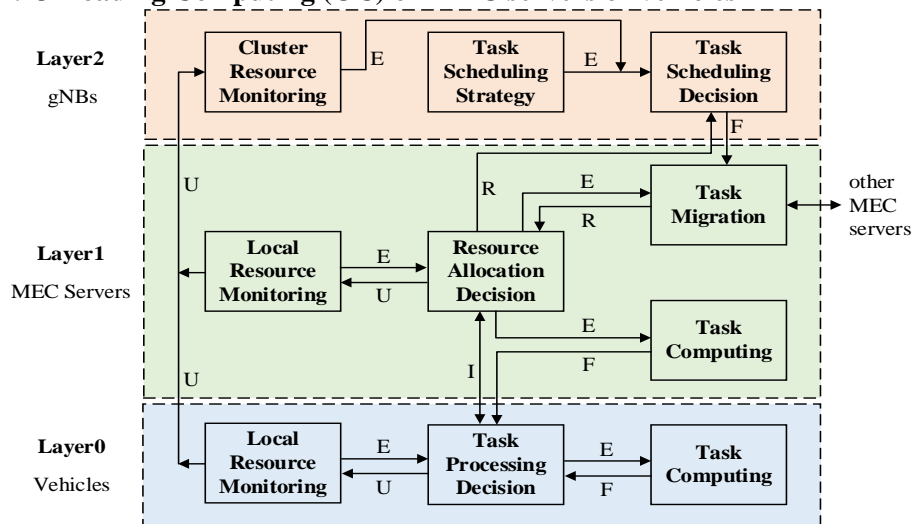 Layer2
gNBs
Cluster
Resource
Monitoring
E
Task
Scheduling
Strategy
E
Task
Scheduling
Decision
F
U
R
E
R
Task
Migration
other
MEC
servers
Layer1
MEC Servers
Local
Resource
Monitoring
E
U
Resource
Allocation
Decision
E
F
Task
Computing
I
U
Layer0
Vehicles
Local
Resource
Monitoring
E
U
Task
Processing
Decision
E
F
Task
Computing